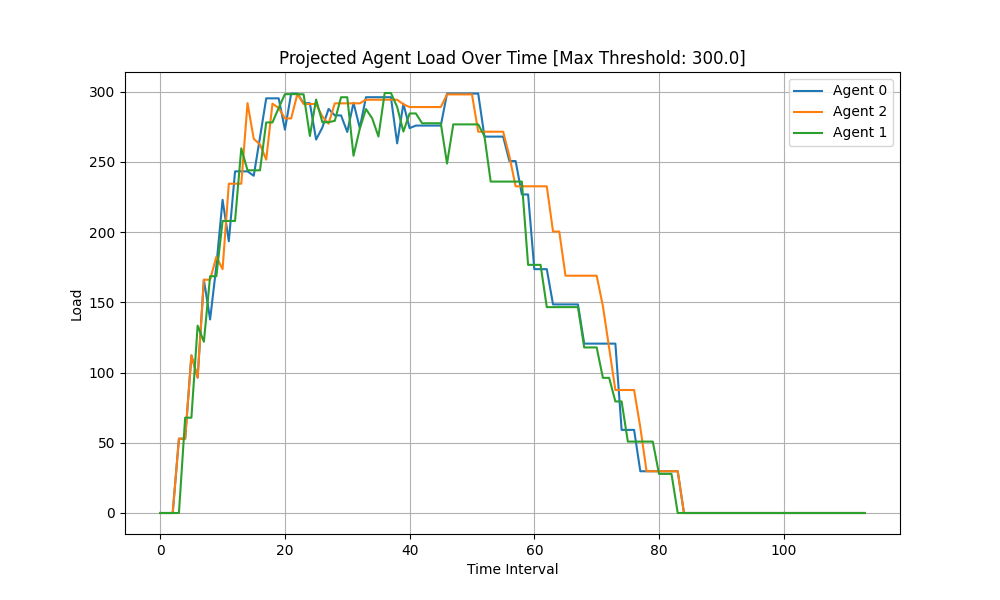 Projected Agent Load Over Time [Max Threshold: 300.0]
Load
300
250
200
150
100
50
0
Agent 0
Agent 2
Agent 1
0 20 40 60 80 100
Time Interval